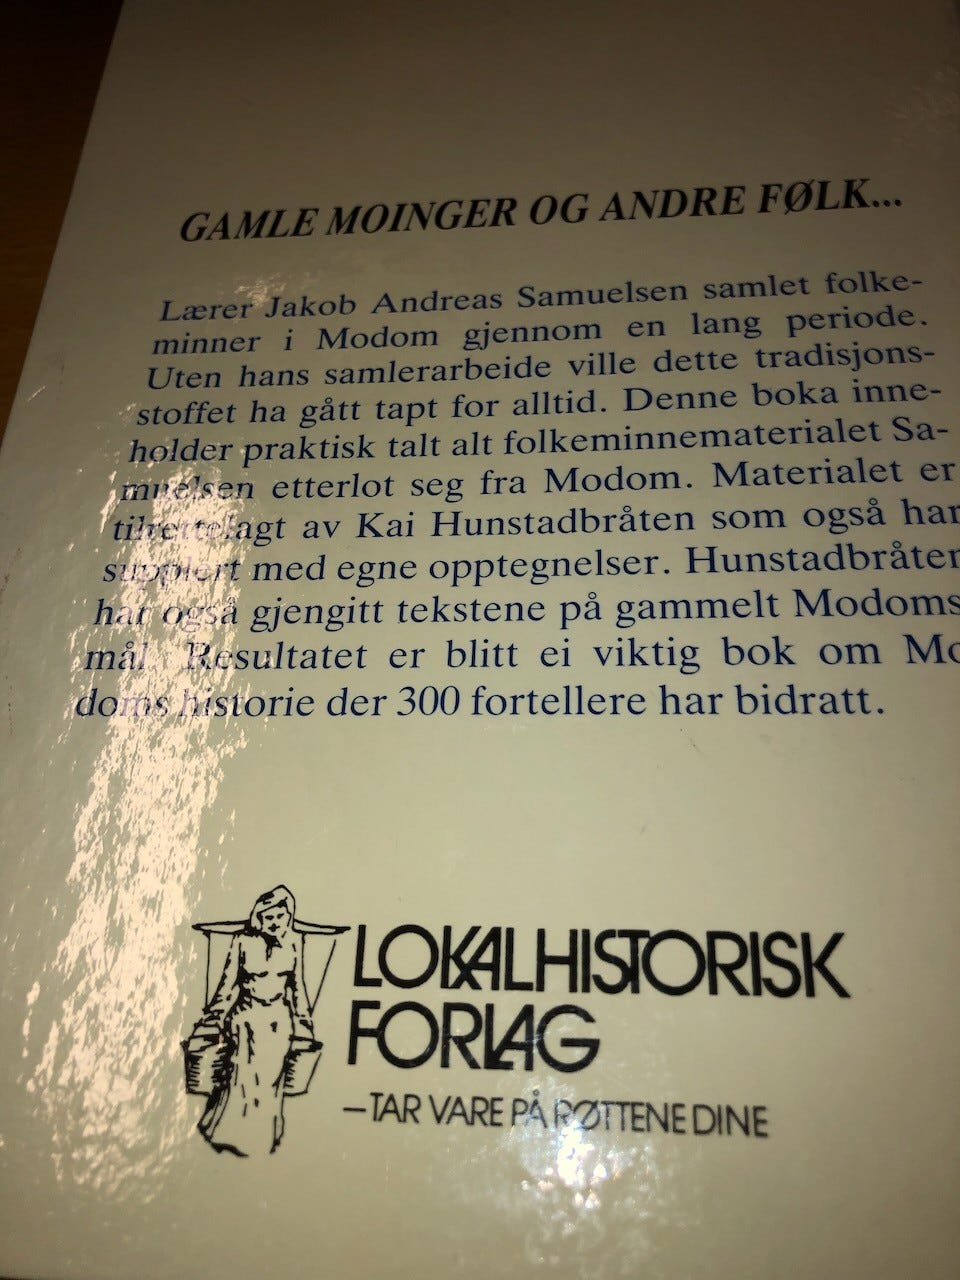 GAMLE MOINGER OG ANDRE FØLK...
Lærer Jakob Andreas Samuelsen samlet folke-
minner i Modom gjennom en lang periode.
Uten hans samlerarbeide ville dette tradisjons-
stoffet ha gått tapt for alltid. Denne boka inne-
holder praktisk talt alt folkeminnematerialet Sa-
muelsen etterlot seg fra Modom. Materialet er
tilrettelagt av Kai Hunstadbråten som også har
supplert med egne opptegnelser. Hunstadbråten
har også gjengitt tekstene på gammelt Modoms-
mål. Resultatet er blitt ei viktig bok om Mo-
doms historie der 300 fortellere har bidratt.
LOKALHISTORISK
FORLAG
–TAR VARE PÅ RØTTENE DINE